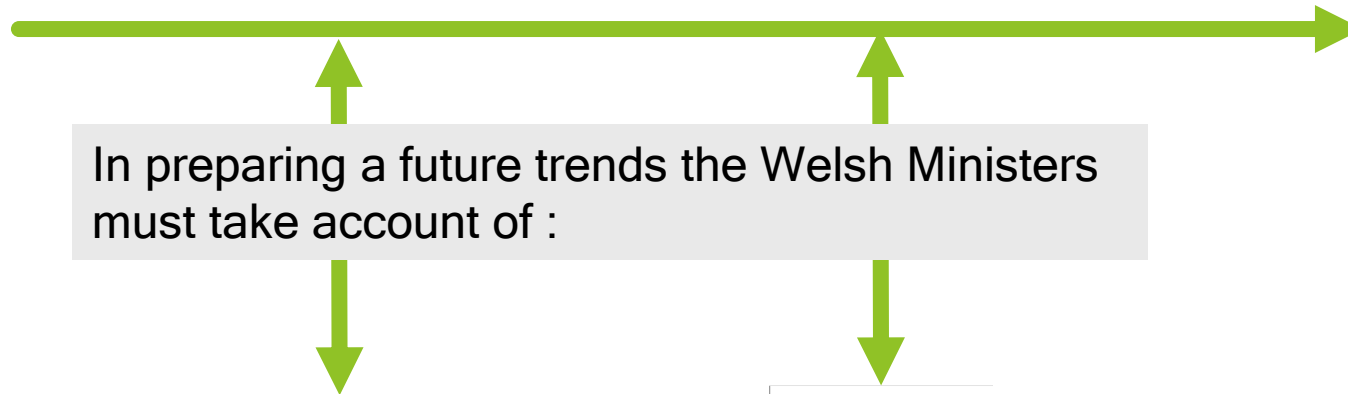 In preparing a future trends the Welsh Ministers
must take account of :